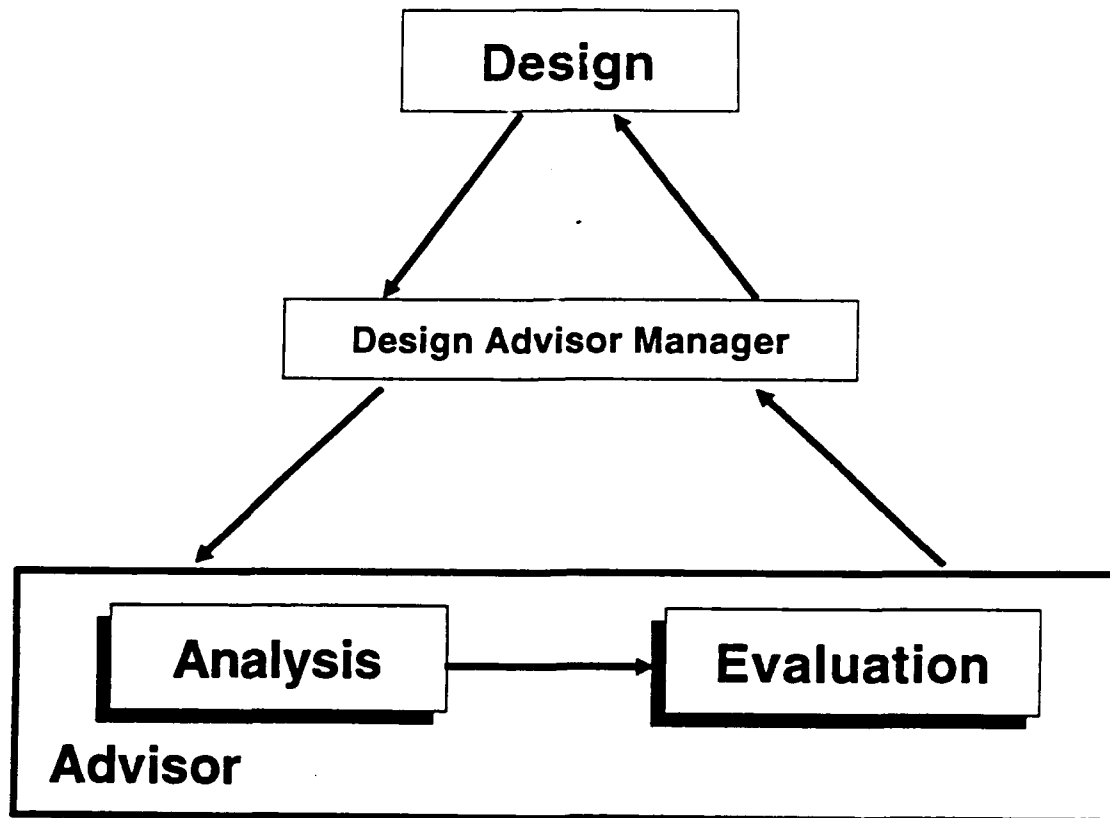 Design
Design Advisor Manager
Analysis
Evaluation
Advisor